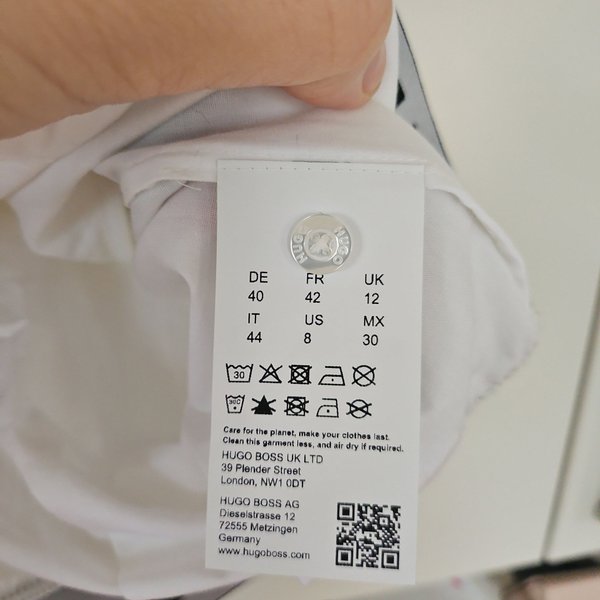 HUGO HUGO
DE FR UK
40 42 12
IT US MX
44 8 30
30
30C
Care for the planet, make your clothes last.
Clean this garment less, and air dry if required.
HUGO BOSS UK LTD
39 Plender Street
London, NW1 0DT
HUGO BOSS AG
Dieselstrasse 12
72555 Metzingen
Germany
www.hugoboss.com